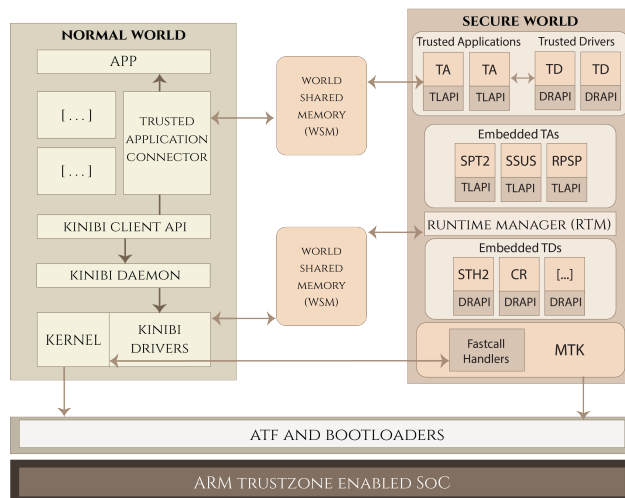 NORMAL WORLD
APP
[...]
[...]
TRUSTED
APPLICATION
CONNECTOR
KINIBI CLIENT API
KINIBI DAEMON
KERNEL
KINIBI
DRIVERS
WORLD
SHARED
MEMORY
(WSM)
WORLD
SHARED
MEMORY
(WSM)
SECURE WORLD
Trusted Applications
Trusted Drivers
TA
TA
TD
TD
TLAPI
TLAPI
DRAPI
DRAPI
Embedded TAs
SPT2
SSUS
RPSP
TLAPI
TLAPI
TLAPI
RUNTIME MANAGER (RTM)
Embedded TDs
STH2
CR
[...]
DRAPI
DRAPI
DRAPI
Fastcall
Handlers
MTK
ATF AND BOOTLOADERS
ARM TRUSTZONE ENABLED SoC